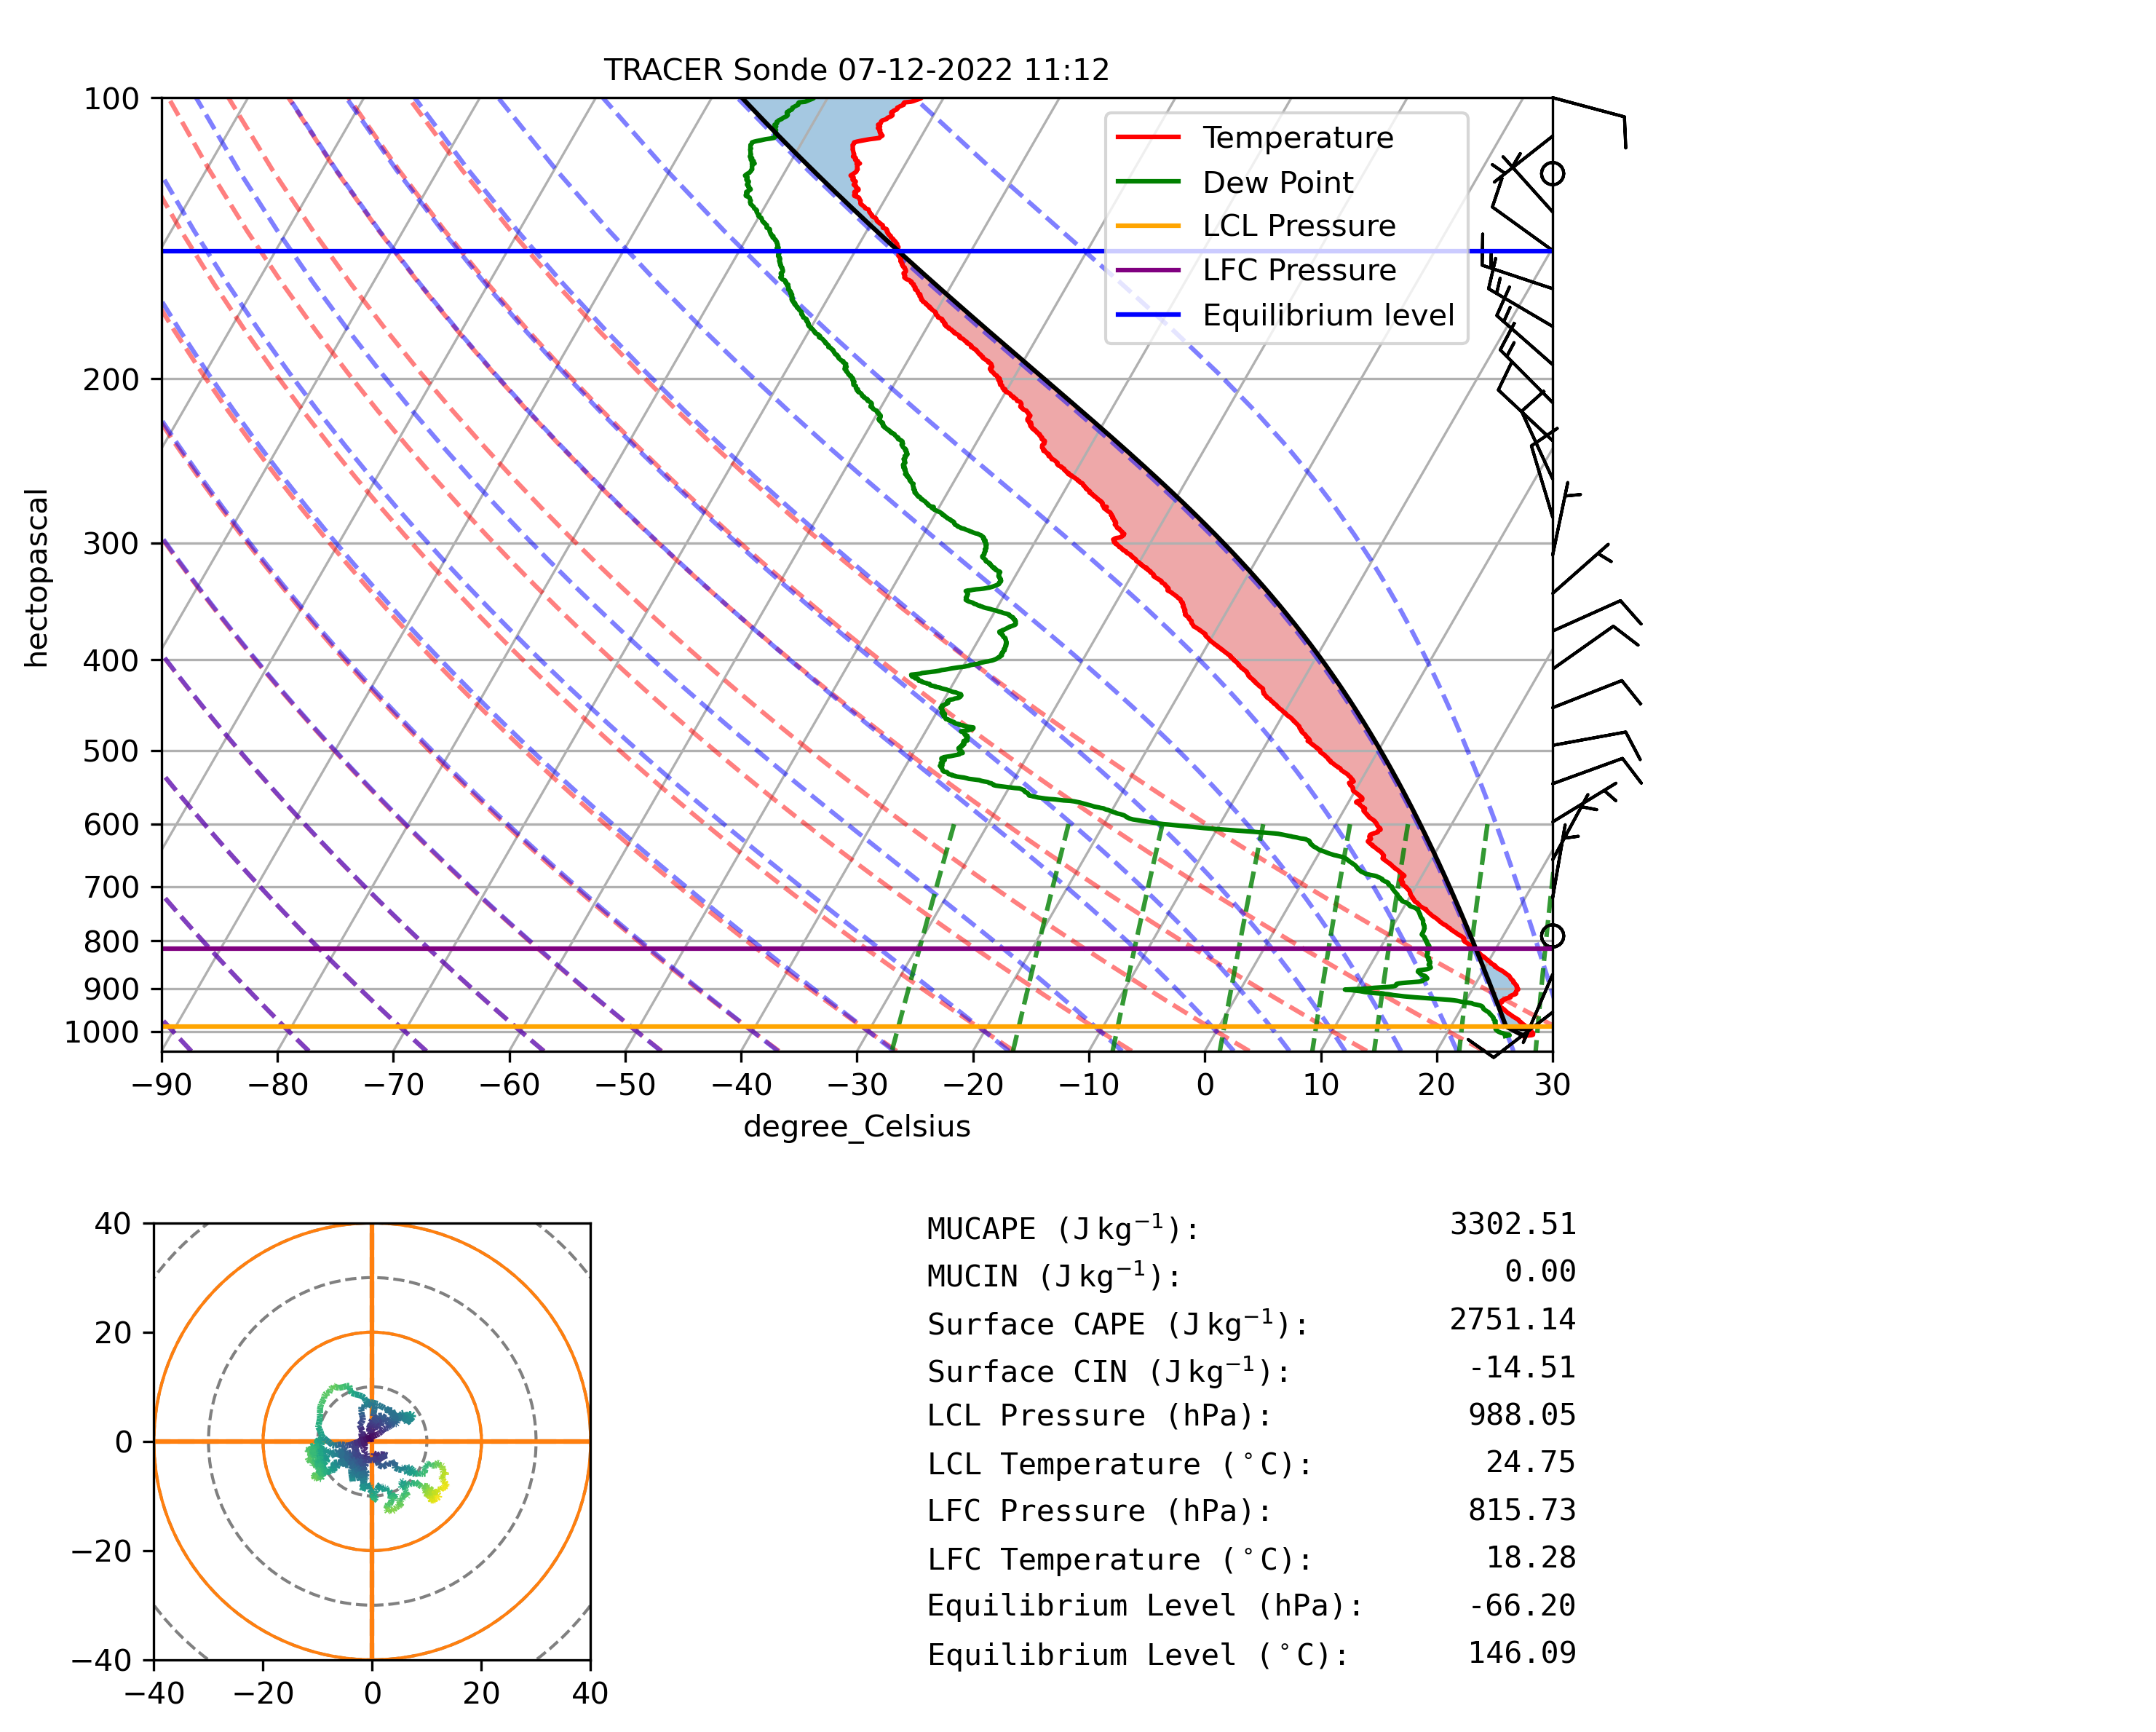 TRACER Sonde 07-12-2022 11:12
100
200
300
400
500
600
700
800
900
1000
hectopascal
Temperature
Dew Point
LCL Pressure
LFC Pressure
Equilibrium level
−90 −80 −70 −60 −50 −40 −30 −20 −10 0 10 20 30
degree_Celsius
40
20
0
−20
−40
−40 −20 0 20 40
MUCAPE (J kg⁻¹): 3302.51
MUCIN (J kg⁻¹): 0.00
Surface CAPE (J kg⁻¹): 2751.14
Surface CIN (J kg⁻¹): -14.51
LCL Pressure (hPa): 988.05
LCL Temperature (°C): 24.75
LFC Pressure (hPa): 815.73
LFC Temperature (°C): 18.28
Equilibrium Level (hPa): -66.20
Equilibrium Level (°C): 146.09